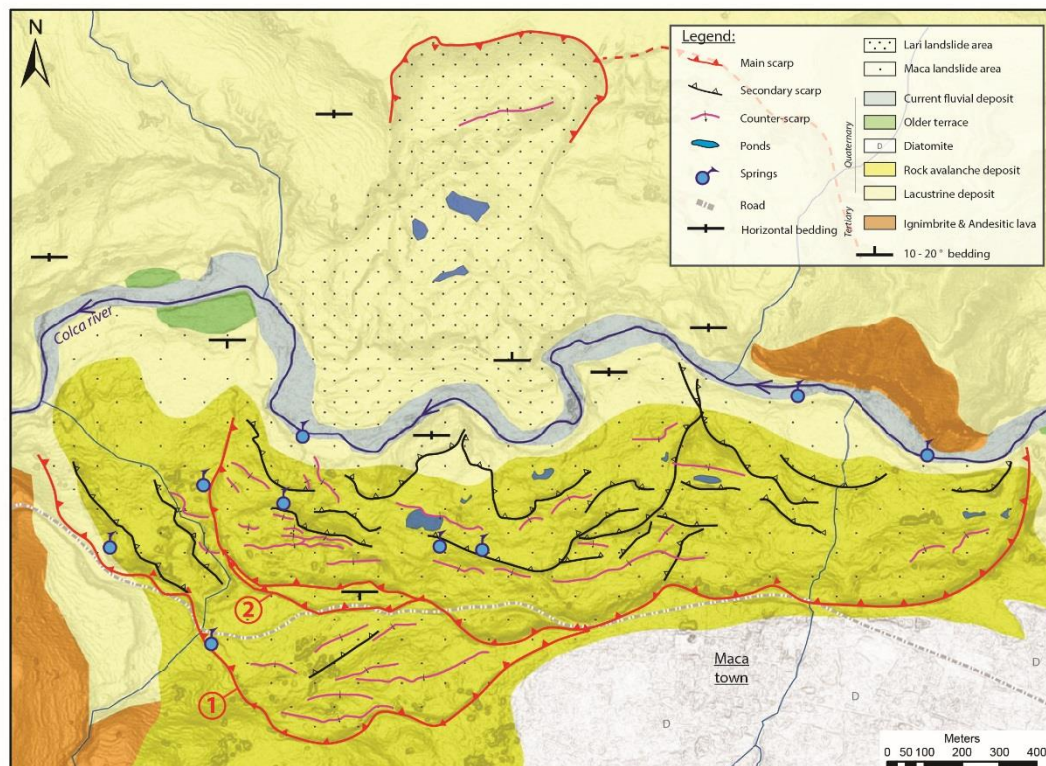 N
Legend:
Main scarp
Secondary scarp
Counter scarp
Ponds
Springs
Road
Horizontal bedding
Lari landslide area
Maca landslide area
Quaternary
Current fluvial deposit
Older terrace
D
Diatomite
Rock avalanche deposit
Lacustrine deposit
Tertiary
Ignimbrite & Andesitic lava
10 - 20 ° bedding
Colca river
2
1
Maca
town
D
D
D
Meters
0 50 100 200 300 400